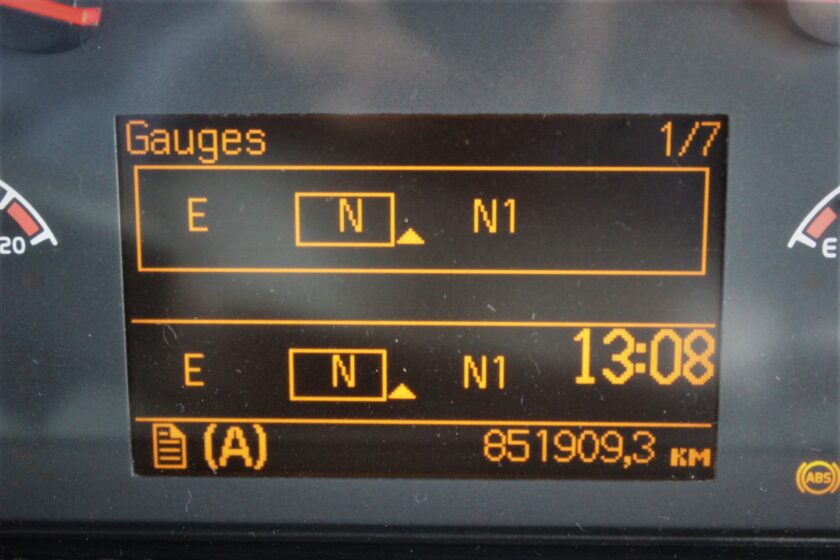 Gauges 1/7
E N N1
E N N1 13:08
(A) 851909,3 KM
20
E
ABS